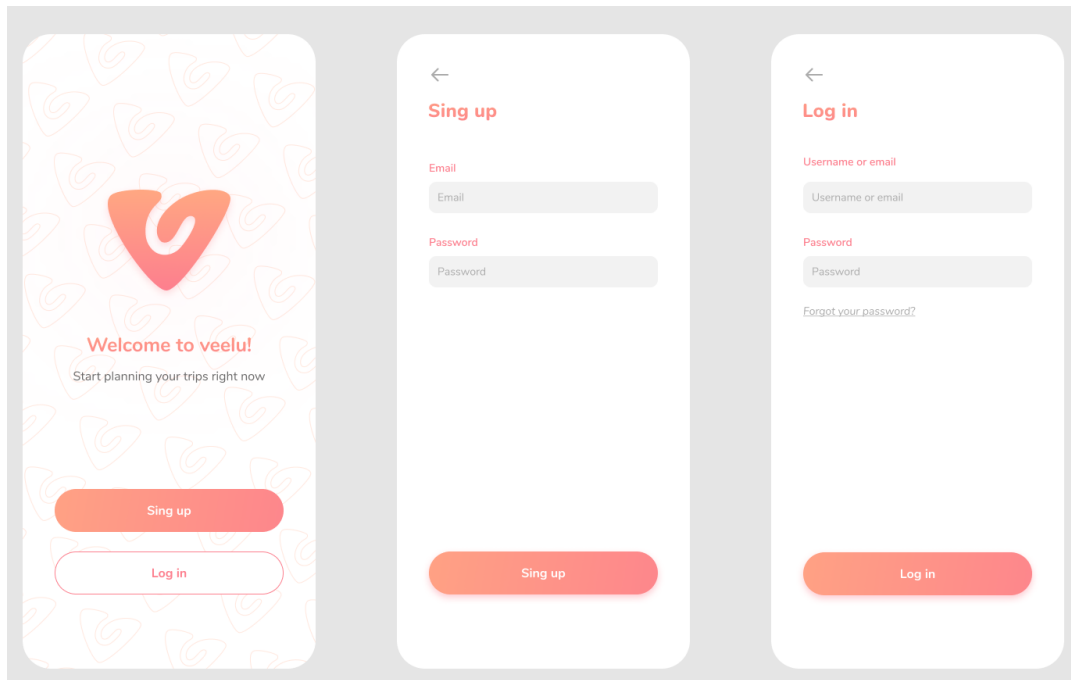 Welcome to veelu!
Start planning your trips right now
Sing up
Log in
Sing up
Email
Email
Password
Password
Sing up
Log in
Username or email
Username or email
Password
Password
Forgot your password?
Log in